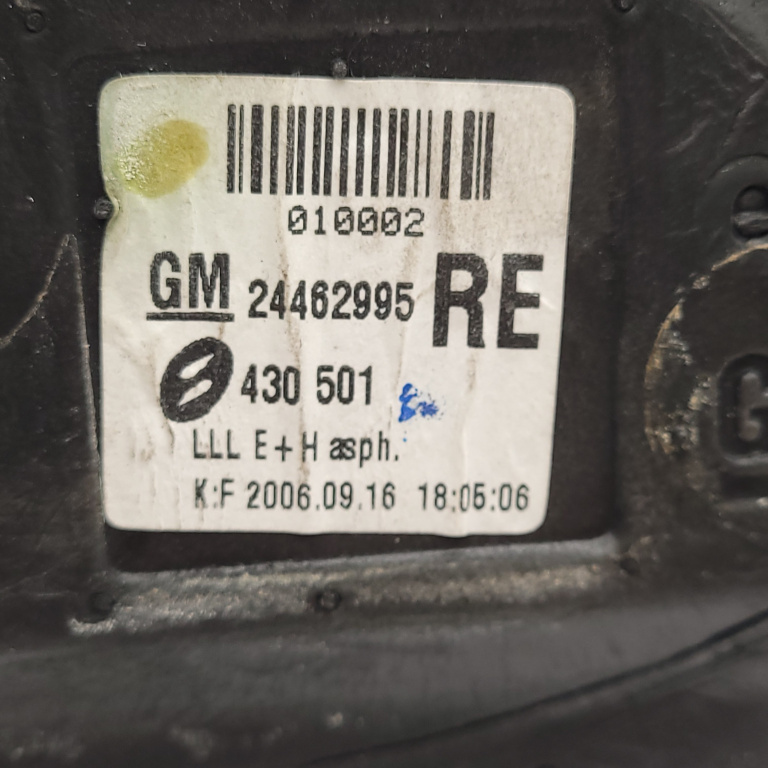 010002
GM 24462995 RE
430 501
LLL E+H asph.
K:F 2006.09.16 18:05:06
G